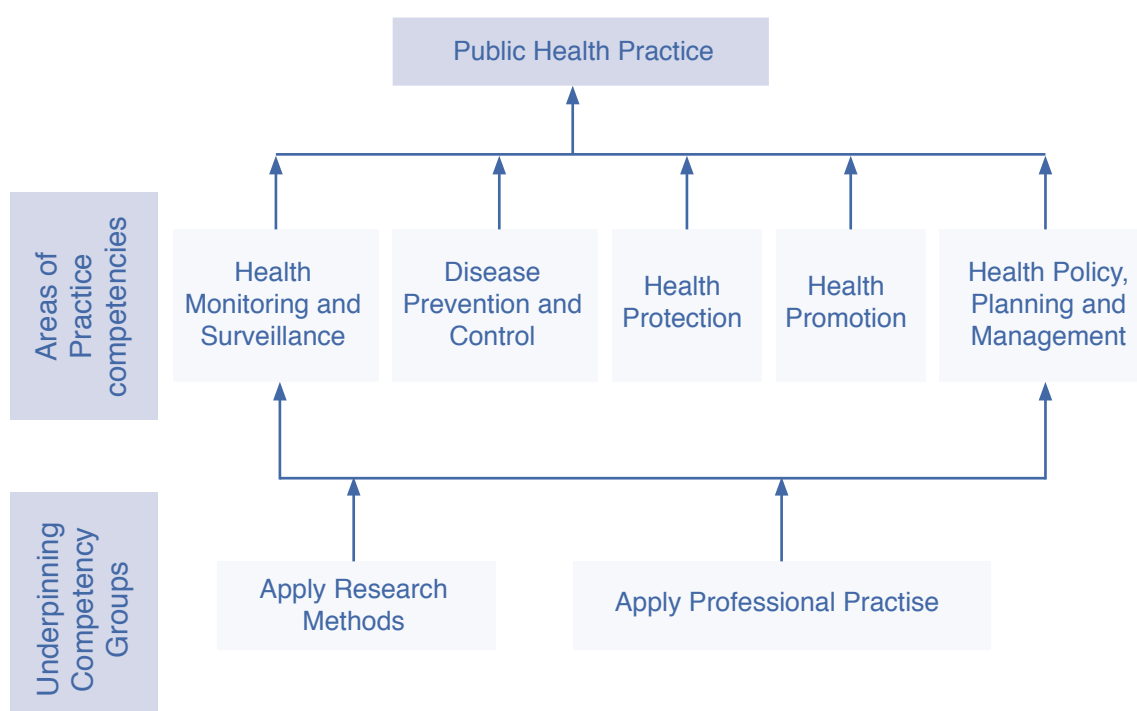 Public Health Practice
Areas of
Practice
competencies
Health
Monitoring and
Surveillance
Disease
Prevention and
Control
Health
Protection
Health
Promotion
Health Policy,
Planning and
Management
Underpinning
Competency
Groups
Apply Research
Methods
Apply Professional Practise